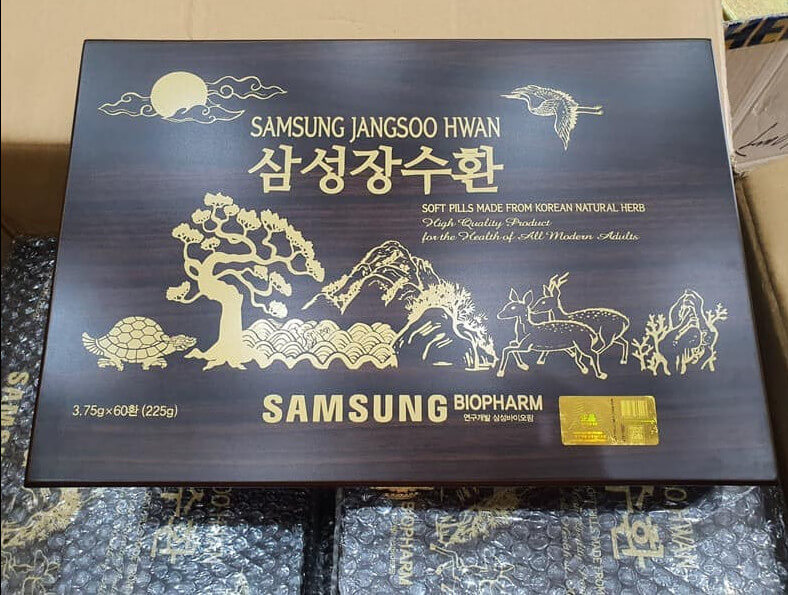 SAMSUNG JANGSOO HWAN
삼성장수환
SOFT PILLS MADE FROM KOREAN NATURAL HERB
High Quality Product
for the Health of All Modern Adults
3.75g×60환 (225g)
SAMSUNG BIOPHARM
연구개발 삼성바이오팜